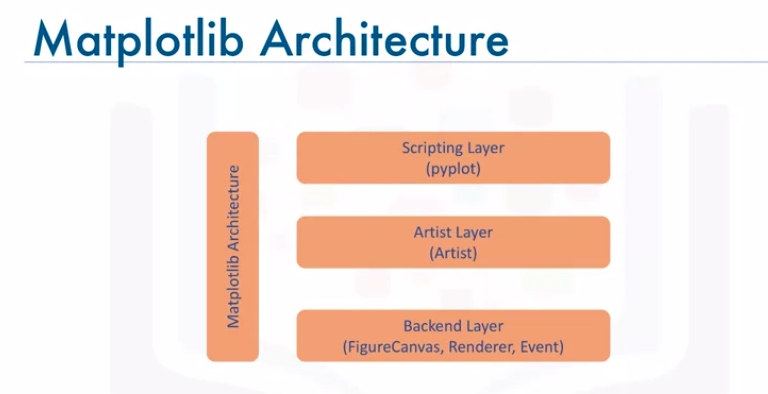 Matplotlib Architecture
Matplotlib Architecture
Scripting Layer
(pyplot)
Artist Layer
(Artist)
Backend Layer
(FigureCanvas, Renderer, Event)